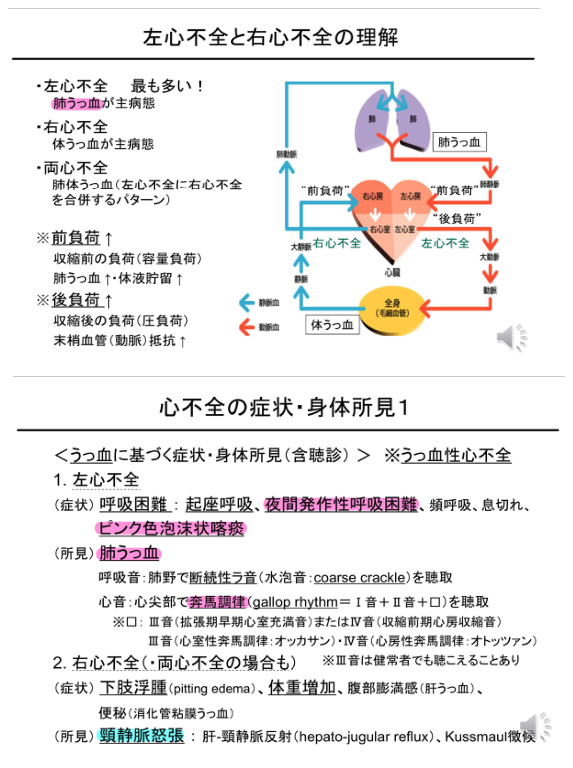 左心不全と右心不全の理解
・左心不全 最も多い！
肺うっ血が主病態
・右心不全
体うっ血が主病態
・両心不全
肺体うっ血（左心不全に右心不全
を合併するパターン）
※前負荷↑
収縮前の負荷（容量負荷）
肺うっ血↑・体液貯留↑
※後負荷↑
収縮後の負荷（圧負荷）
末梢血管（動脈）抵抗↑
肺 肺
肺うっ血
肺動脈
肺静脈
“前負荷” “前負荷”
右心房 左心房
“後負荷”
右心室 左心室
大静脈 右心不全 左心不全
大動脈
心臓
静脈
動脈
静脈血
動脈血
全身
（毛細血管）
体うっ血
心不全の症状・身体所見１
＜うっ血に基づく症状・身体所見（含聴診）＞ ※うっ血性心不全
1. 左心不全
（症状）呼吸困難：起座呼吸、夜間発作性呼吸困難、頻呼吸、息切れ、
ピンク色泡沫状喀痰
（所見）肺うっ血
呼吸音：肺野で断続性ラ音（水泡音：coarse crackle）を聴取
心音：心尖部で奔馬調律（gallop rhythm＝Ⅰ音＋Ⅱ音＋□）を聴取
※□： Ⅲ音（拡張期早期心室充満音）またはⅣ音（収縮前期心房収縮音）
Ⅲ音（心室性奔馬調律：オッカサン）・Ⅳ音（心房性奔馬調律：オトッツァン）
2. 右心不全（・両心不全の場合も） ※Ⅲ音は健常者でも聴こえることあり
（症状）下肢浮腫（pitting edema）、体重増加、腹部膨満感（肝うっ血）、
便秘（消化管粘膜うっ血）
（所見）頸静脈怒張：肝-頸静脈反射（hepato-jugular reflux）、Kussmaul徴候